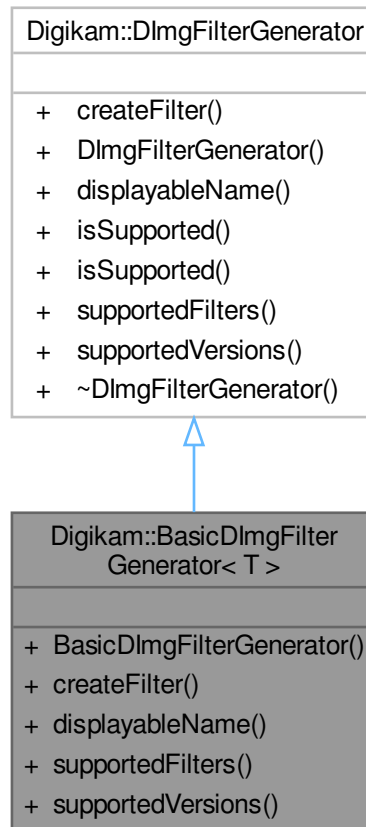 Digikam::DImgFilterGenerator
+ createFilter()
+ DImgFilterGenerator()
+ displayableName()
+ isSupported()
+ isSupported()
+ supportedFilters()
+ supportedVersions()
+ ~DImgFilterGenerator()
Digikam::BasicDImgFilter
Generator< T >
+ BasicDImgFilterGenerator()
+ createFilter()
+ displayableName()
+ supportedFilters()
+ supportedVersions()